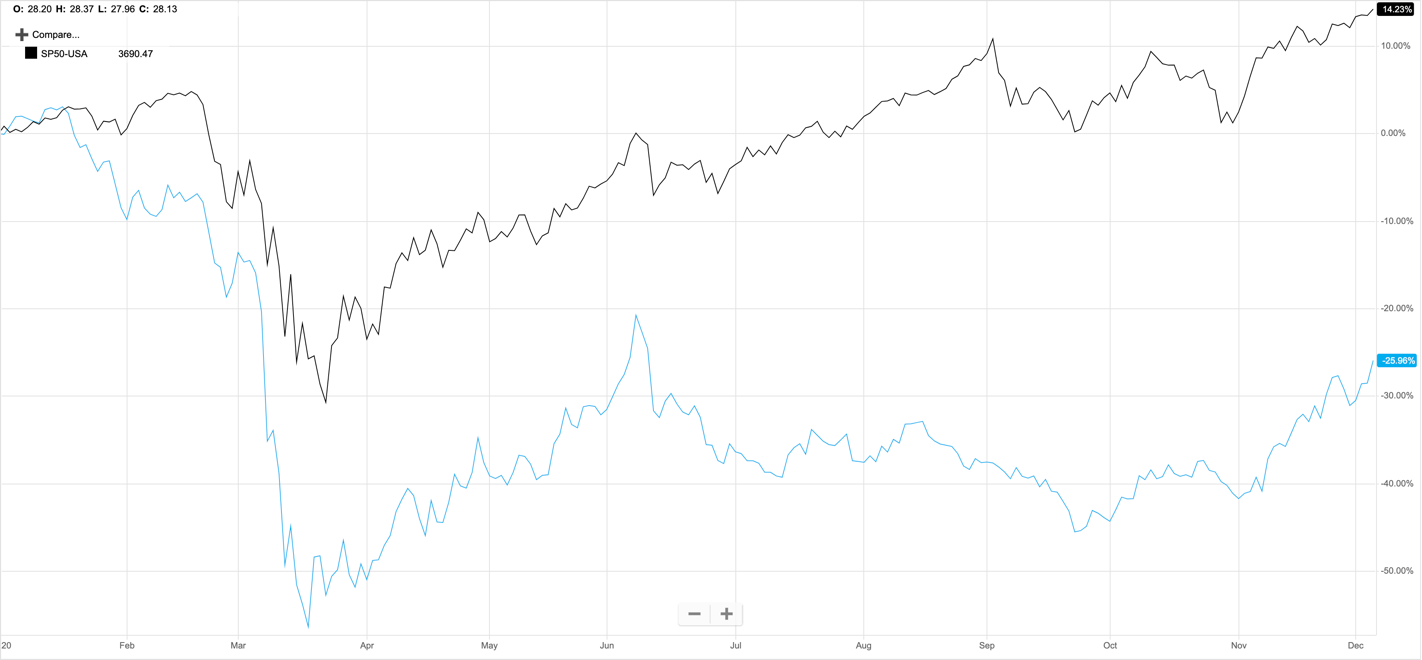 O: 28.20 H: 28.37 L: 27.96 C: 28.13
Compare...
SP50-USA 3690.47
14.23%
10.00%
0.00%
-10.00%
-20.00%
-25.96%
-30.00%
-40.00%
-50.00%
20 Feb Mar Apr May Jun Jul Aug Sep Oct Nov Dec